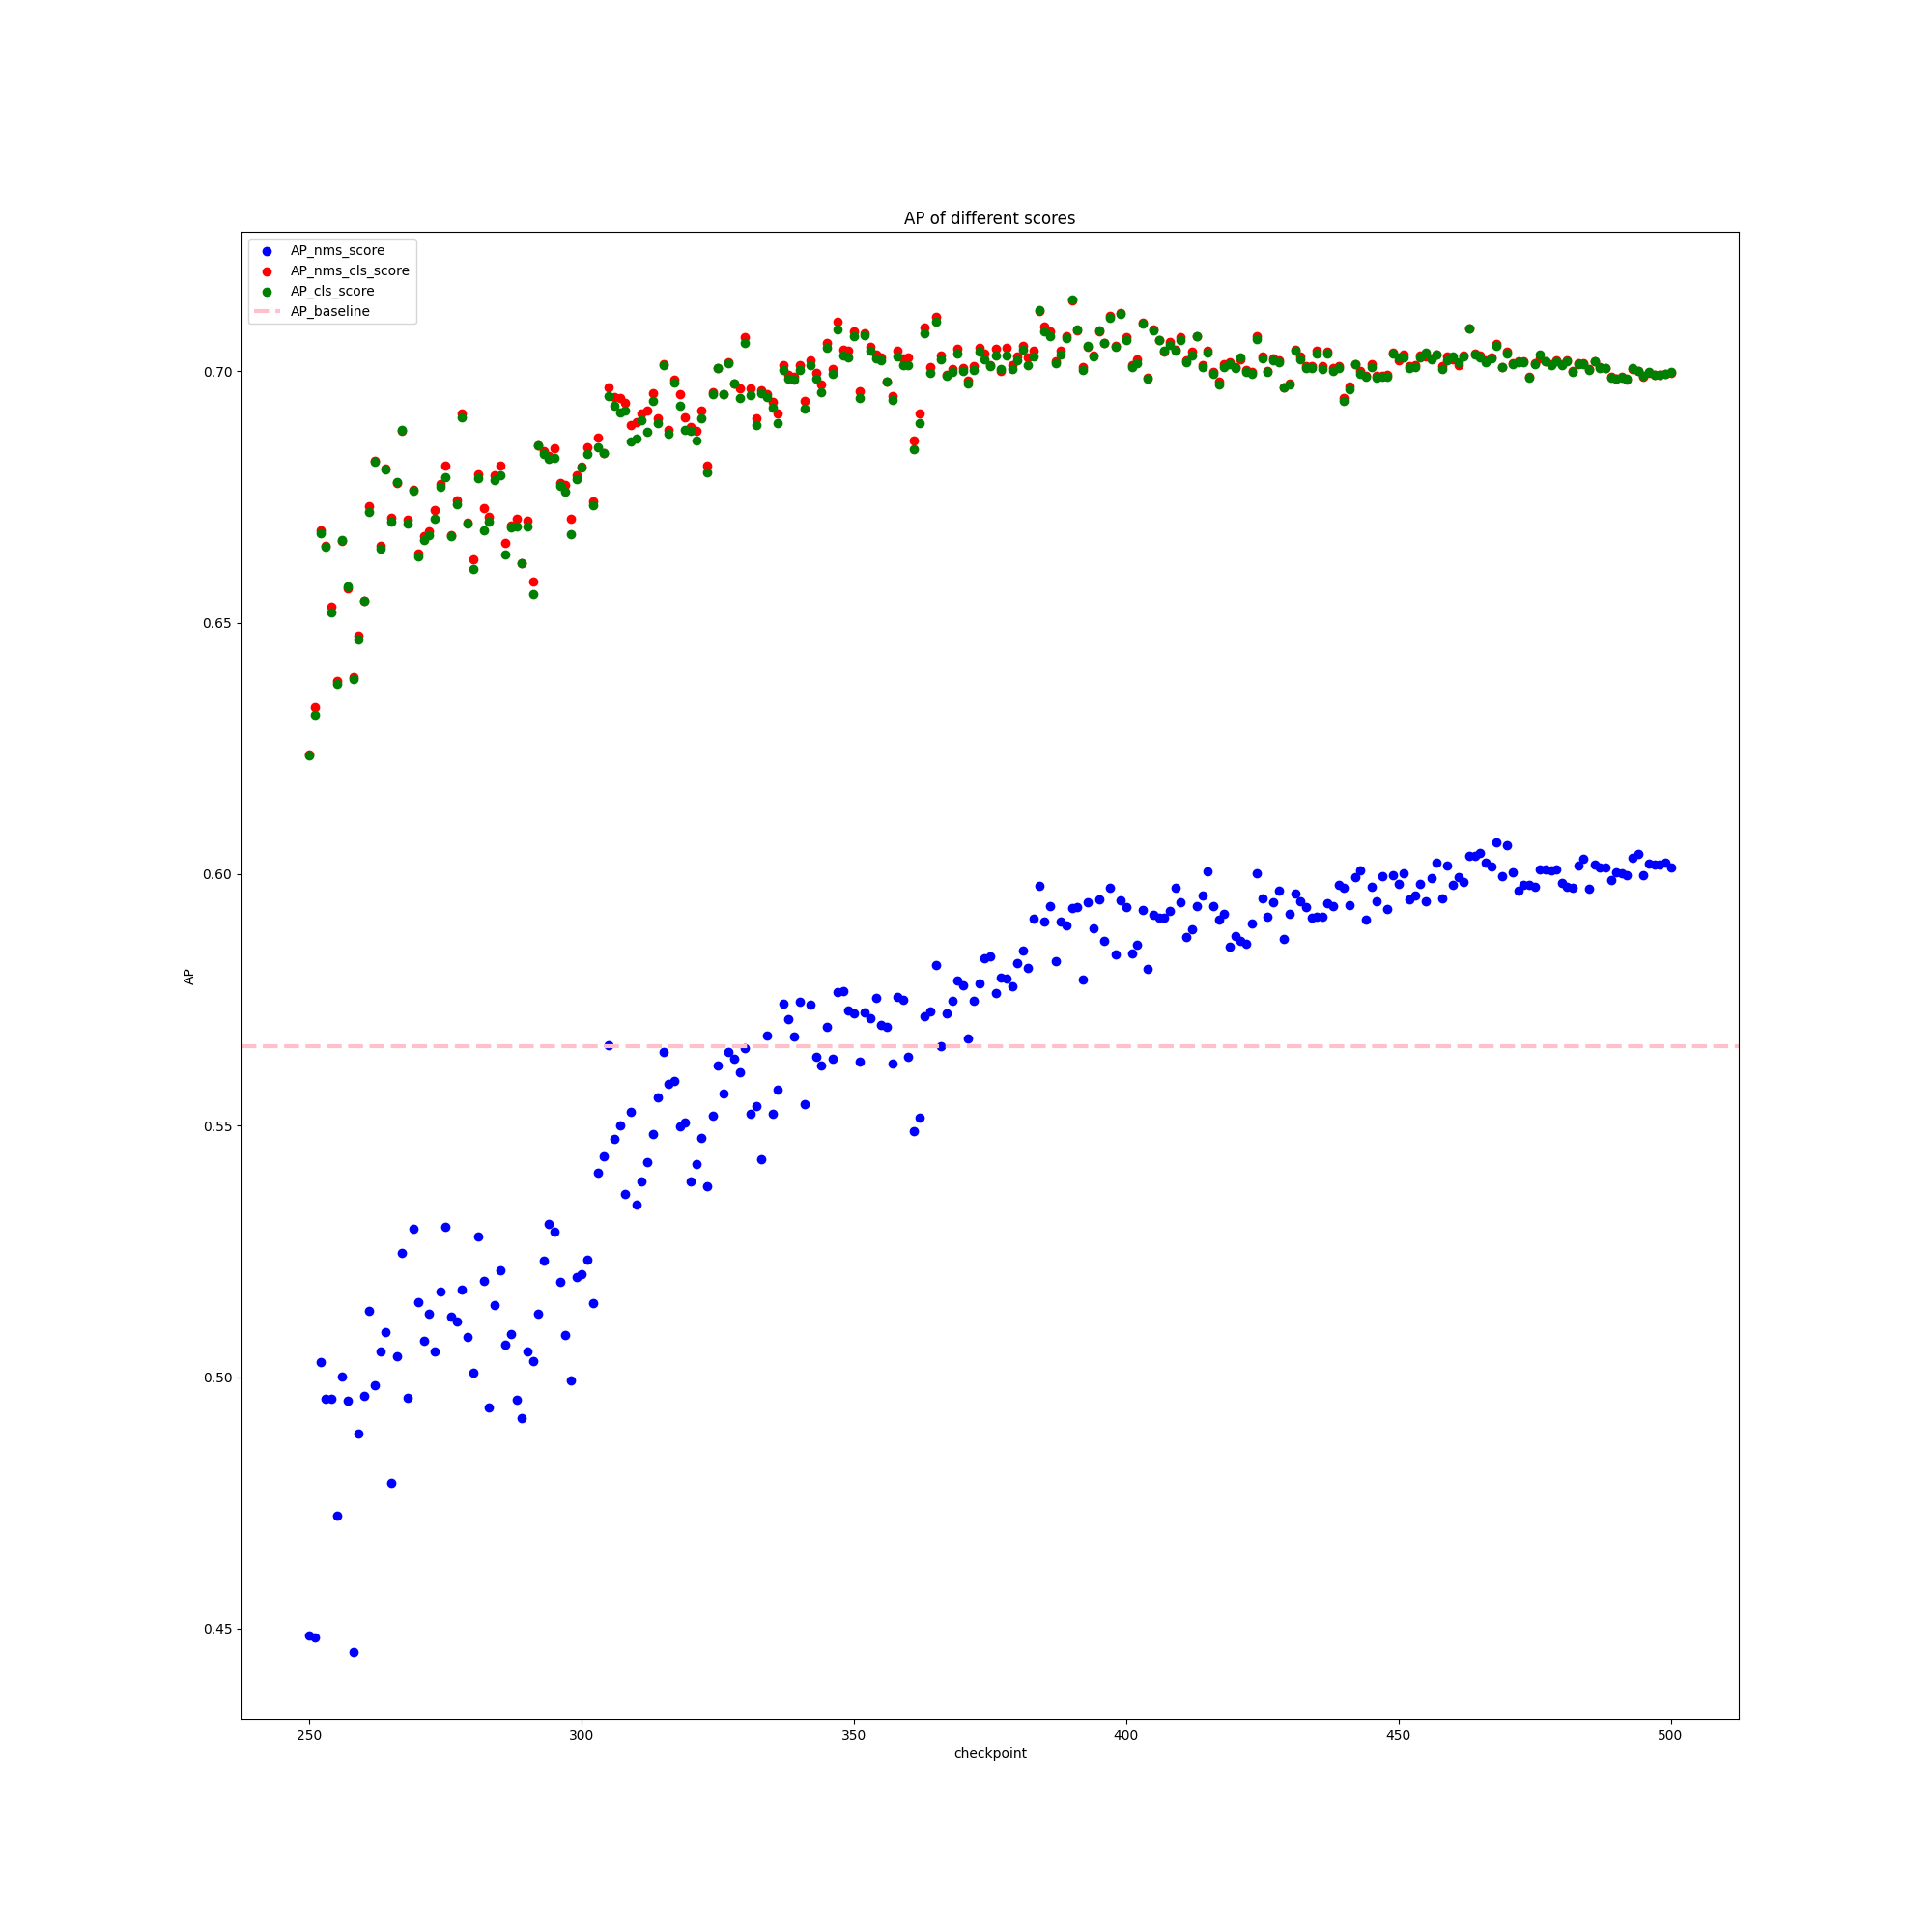 AP of different scores
AP_nms_score
AP_nms_cls_score
AP_cls_score
AP_baseline
0.70
0.65
0.60
AP
0.55
0.50
0.45
250 300 350 400 450 500
checkpoint